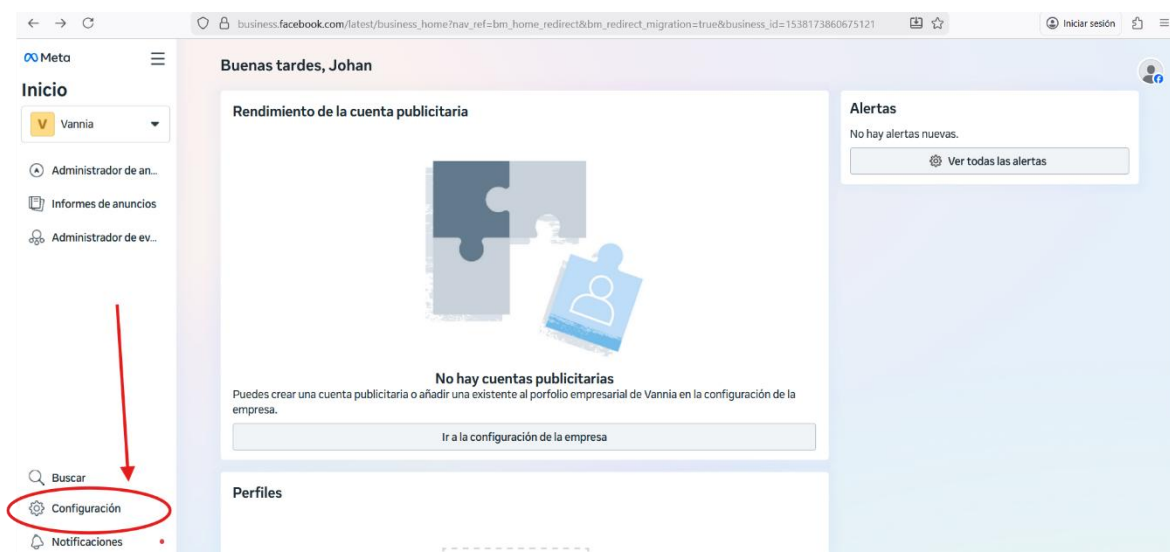 business.facebook.com/latest/business_home?nav_ref=bm_home_redirect&bm_redirect_migration=true&business_id=1538173860675121
Iniciar sesión
Meta
Inicio
V Vannia
Administrador de an...
Informes de anuncios
Administrador de ev...
Buscar
Configuración
Notificaciones
Buenas tardes, Johan
Rendimiento de la cuenta publicitaria
No hay cuentas publicitarias
Puedes crear una cuenta publicitaria o añadir una existente al porfolio empresarial de Vannia en la configuración de la
empresa.
Ir a la configuración de la empresa
Perfiles
Alertas
No hay alertas nuevas.
Ver todas las alertas